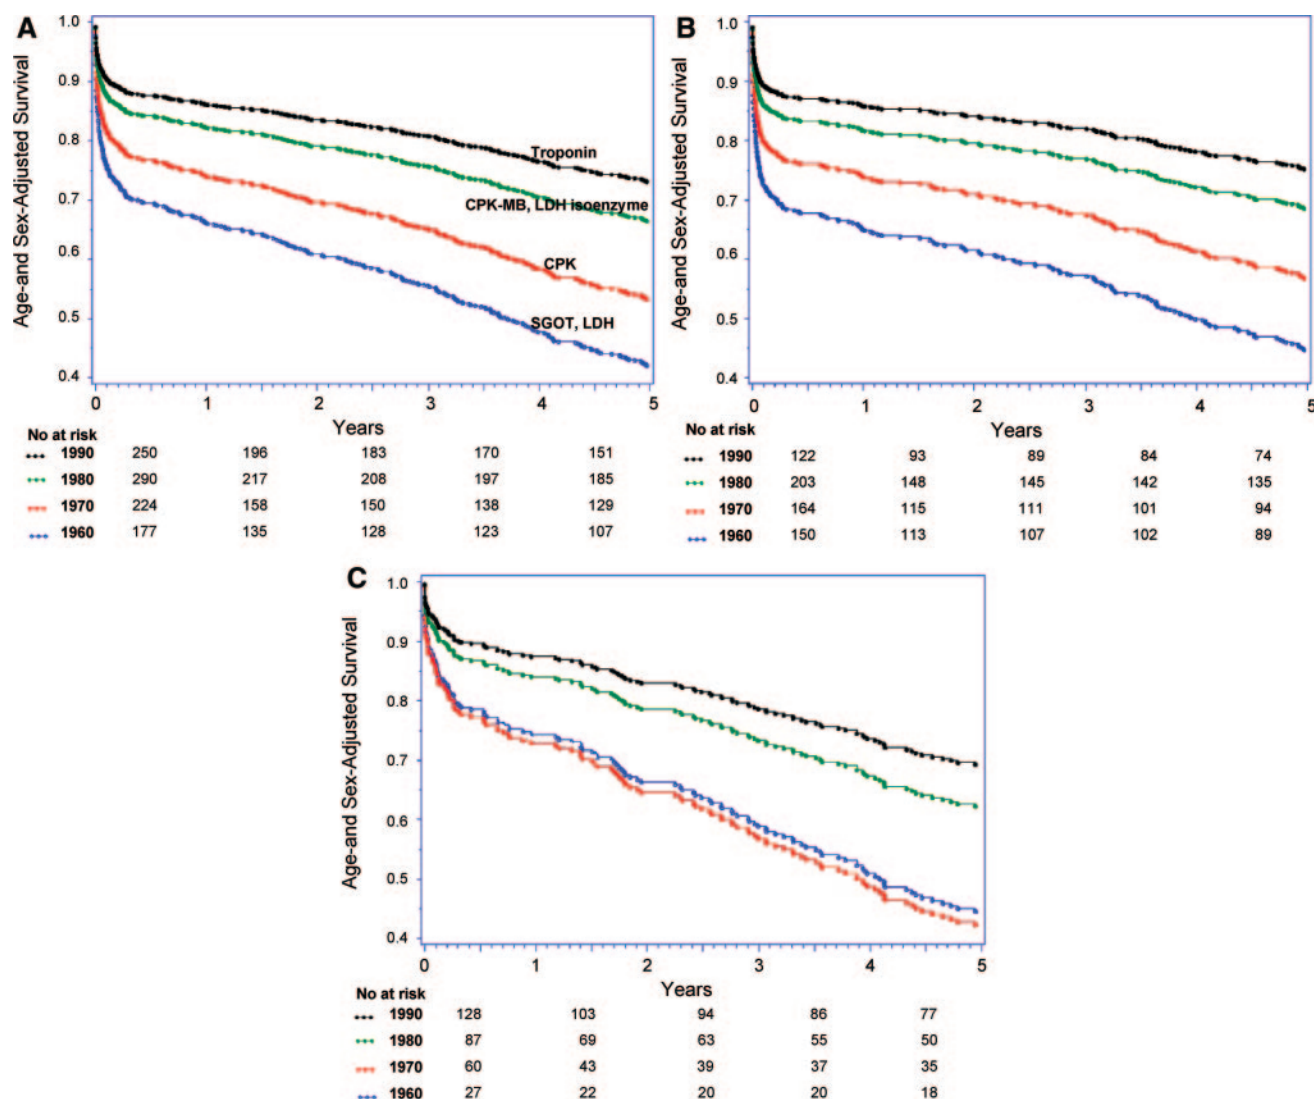 A
Age-and Sex-Adjusted Survival
1.0
0.9
0.8
0.7
0.6
0.5
0.4
Troponin
CPK-MB, LDH isoenzyme
CPK
SGOT, LDH
0 1 2 3 4 5
Years
No at risk
1990 250 196 183 170 151
1980 290 217 208 197 185
1970 224 158 150 138 129
1960 177 135 128 123 107
B
Age-and Sex-Adjusted Survival
1.0
0.9
0.8
0.7
0.6
0.5
0.4
0 1 2 3 4 5
Years
No at risk
1990 122 93 89 84 74
1980 203 148 145 142 135
1970 164 115 111 101 94
1960 150 113 107 102 89
C
Age-and Sex-Adjusted Survival
1.0
0.9
0.8
0.7
0.6
0.5
0.4
0 1 2 3 4 5
Years
No at risk
1990 128 103 94 86 77
1980 87 69 63 55 50
1970 60 43 39 37 35
1960 27 22 20 20 18